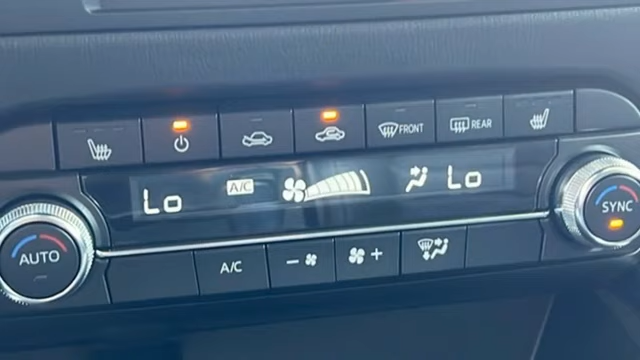 FRONT REAR
Lo A/C Lo
AUTO SYNC
A/C - +